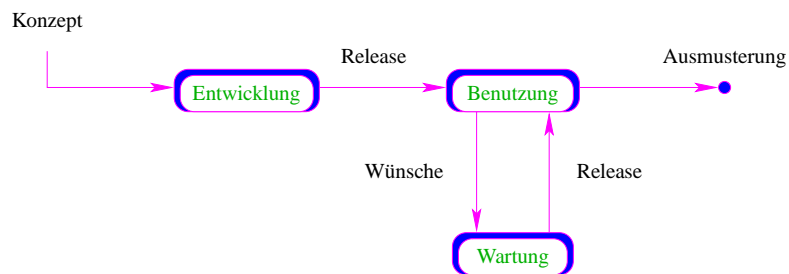 Konzept
Release
Ausmusterung
Entwicklung
Benutzung
Wünsche
Release
Wartung